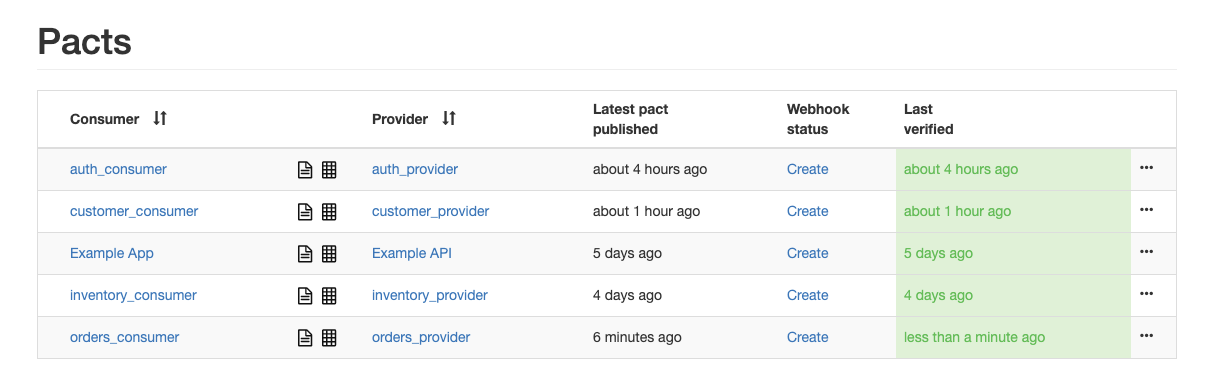 Pacts
Consumer Provider Latest pact published Webhook status Last verified
auth_consumer auth_provider about 4 hours ago Create about 4 hours ago
customer_consumer customer_provider about 1 hour ago Create about 1 hour ago
Example App Example API 5 days ago Create 5 days ago
inventory_consumer inventory_provider 4 days ago Create 4 days ago
orders_consumer orders_provider 6 minutes ago Create less than a minute ago